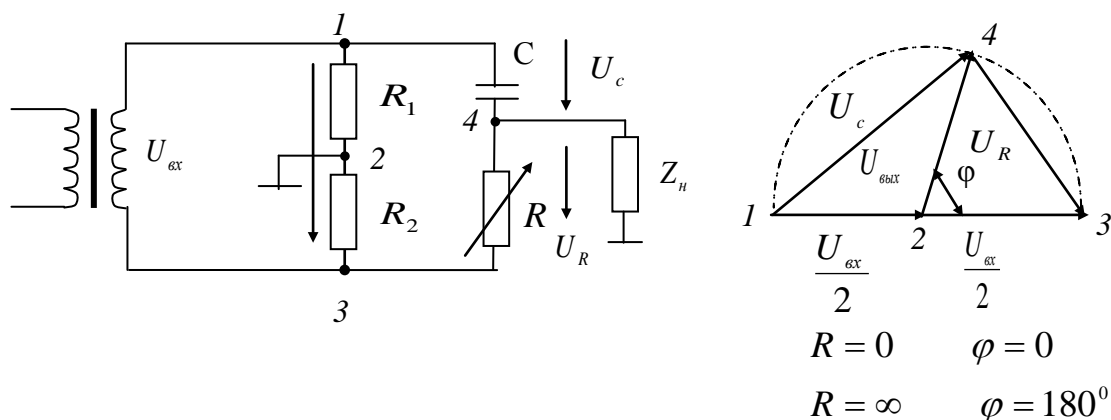 1
C
U_c
R_1
4
U_вх
2
Z_н
R_2
R
U_R
3
4
U_c
U_R
U_вых
φ
1
2
3
U_вх/2
U_вх/2
R = 0 φ = 0
R = ∞ φ = 180⁰